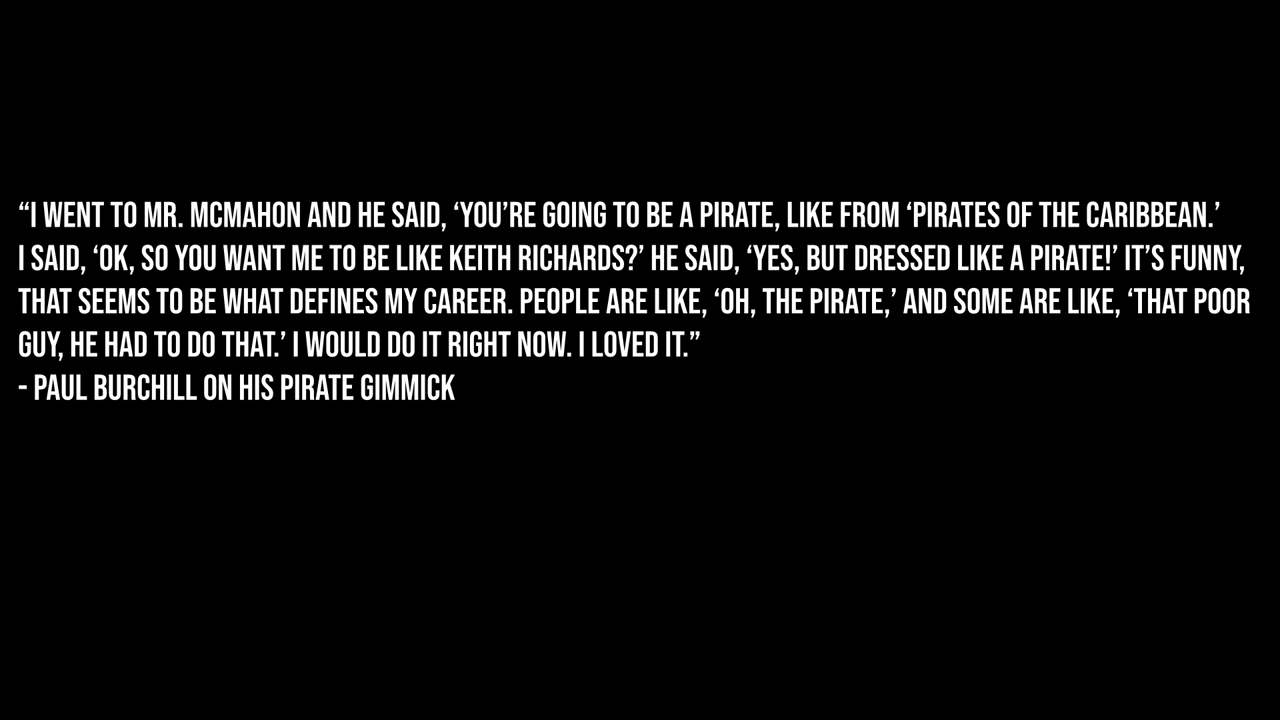 “I WENT TO MR. MCMAHON AND HE SAID, ‘YOU’RE GOING TO BE A PIRATE, LIKE FROM ‘PIRATES OF THE CARIBBEAN.’
I SAID, ‘OK, SO YOU WANT ME TO BE LIKE KEITH RICHARDS?’ HE SAID, ‘YES, BUT DRESSED LIKE A PIRATE!’ IT’S FUNNY,
THAT SEEMS TO BE WHAT DEFINES MY CAREER. PEOPLE ARE LIKE, ‘OH, THE PIRATE,’ AND SOME ARE LIKE, ‘THAT POOR
GUY, HE HAD TO DO THAT.’ I WOULD DO IT RIGHT NOW. I LOVED IT.”
- PAUL BURCHILL ON HIS PIRATE GIMMICK